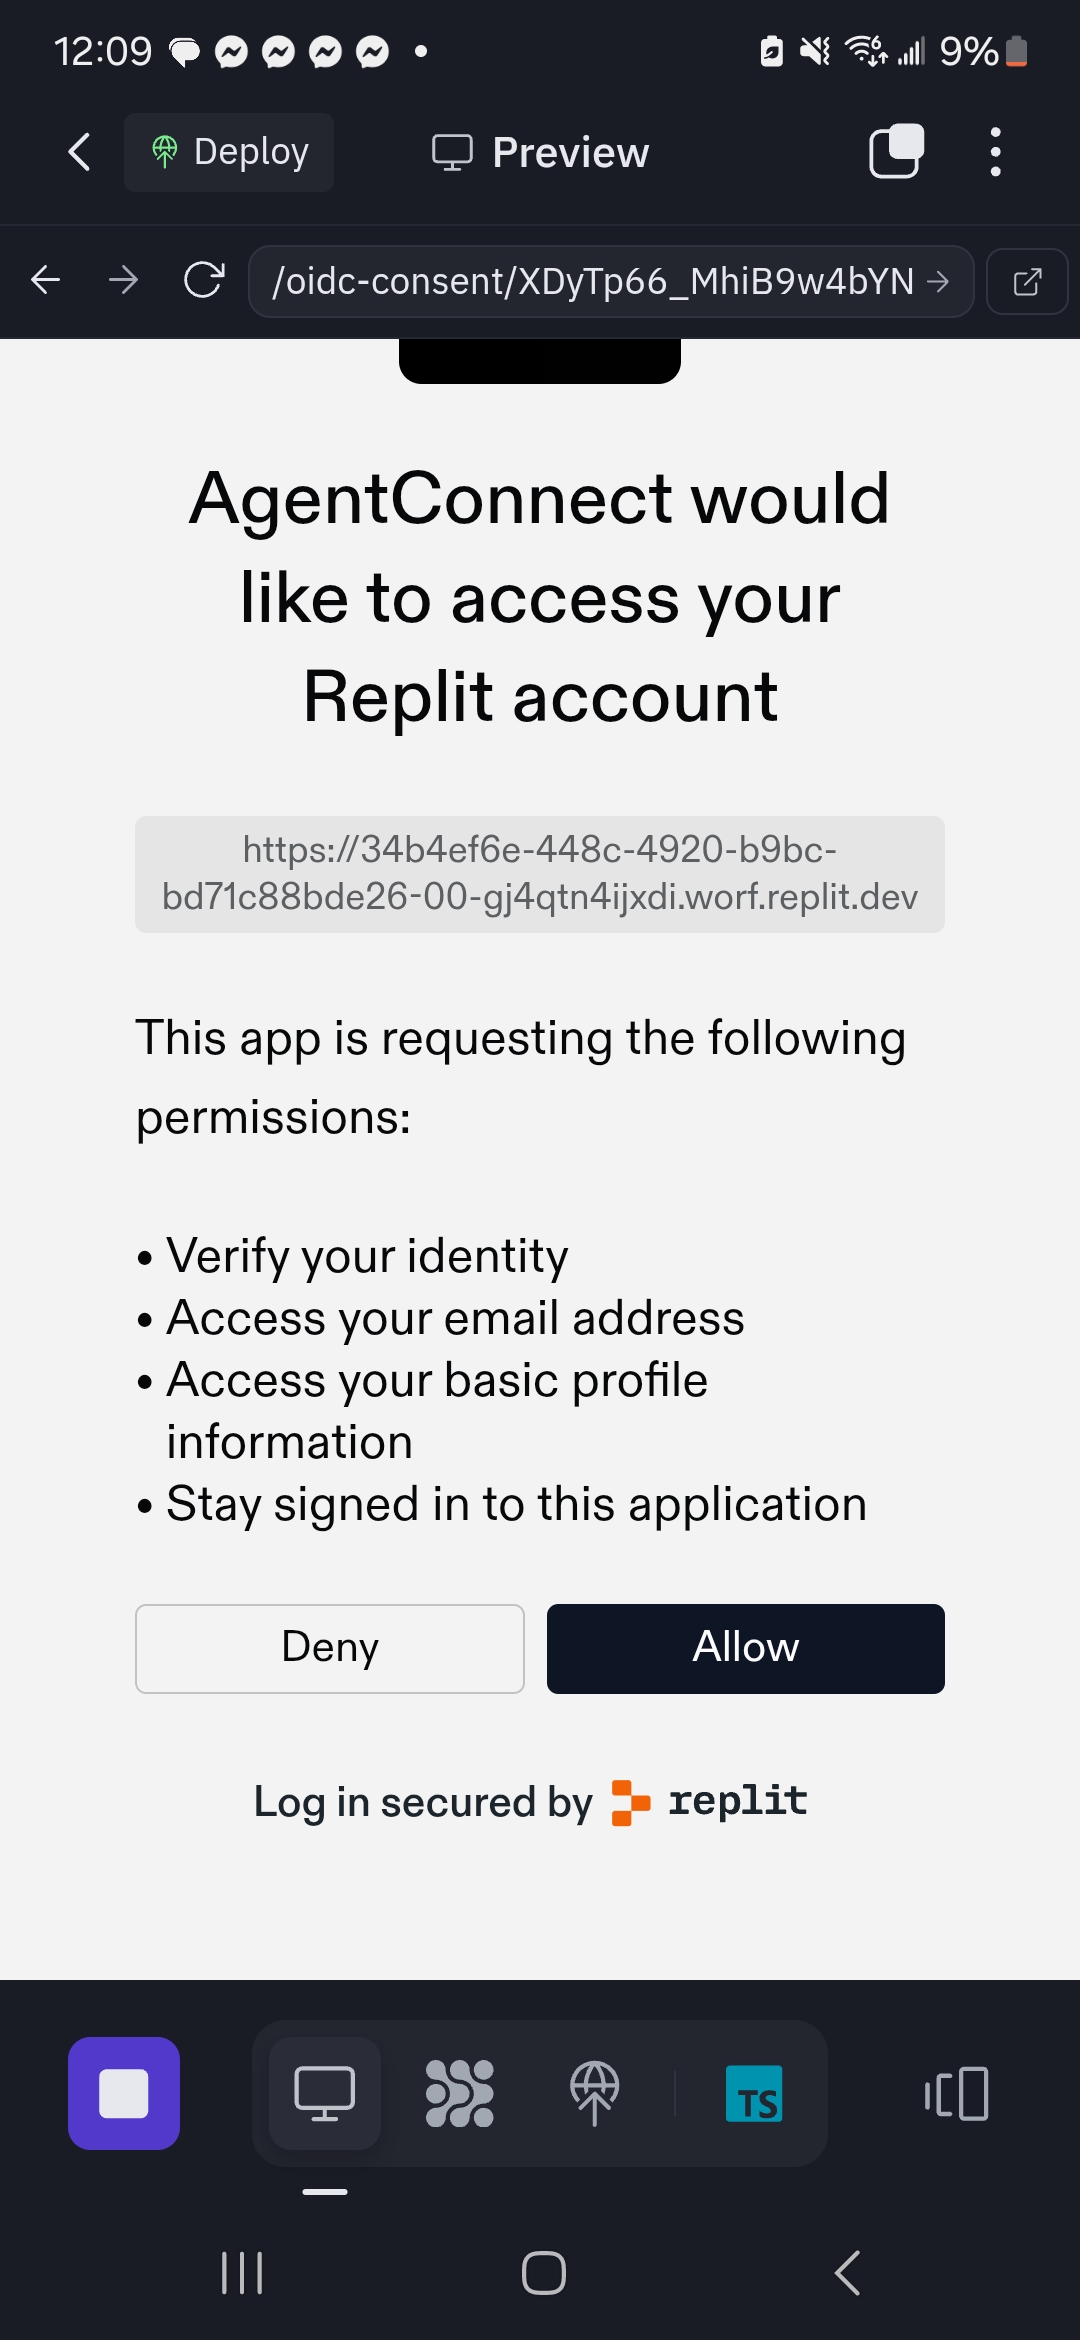 12:09
9%
Deploy
Preview
/oidc-consent/XDyTp66_MhiB9w4bYN
AgentConnect would
like to access your
Replit account
https://34b4ef6e-448c-4920-b9bc-
bd71c88bde26-00-gj4qtn4ijxdi.worf.replit.dev
This app is requesting the following
permissions:
• Verify your identity
• Access your email address
• Access your basic profile
information
• Stay signed in to this application
Deny
Allow
Log in secured by replit
TS